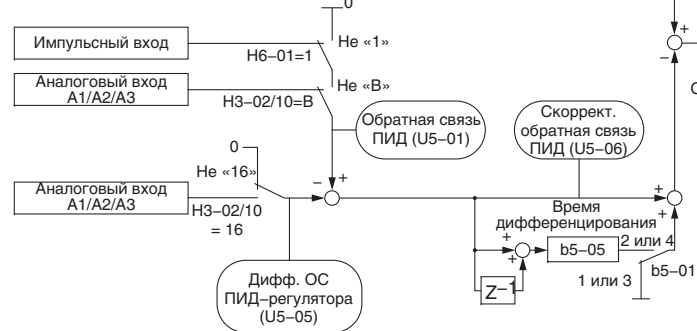 0
Импульсный вход
Не «1»
H6-01=1
Аналоговый вход
A1/A2/A3
Не «B»
H3-02/10=B
Обратная связь
ПИД (U5-01)
Скоррект.
обратная связь
ПИД (U5-06)
+
−
0
Не «16»
− +
Аналоговый вход
A1/A2/A3
H3-02/10
= 16
+
+
Время
дифференцирования
+
+
b5-05
2 или 4
1 или 3
b5-01
Z−1
Дифф. ОС
ПИД–регулятора
(U5-05)